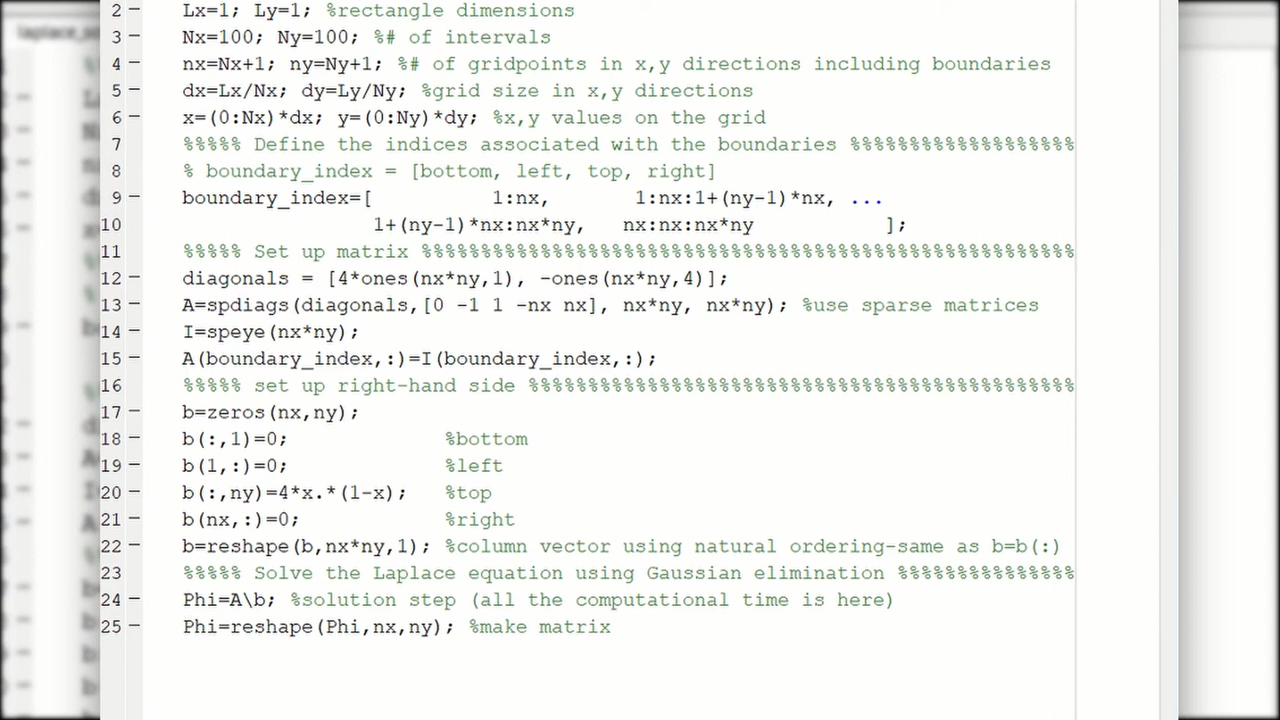 2 Lx=1; Ly=1; %rectangle dimensions
3 Nx=100; Ny=100; %# of intervals
4 nx=Nx+1; ny=Ny+1; %# of gridpoints in x,y directions including boundaries
5 dx=Lx/Nx; dy=Ly/Ny; %grid size in x,y directions
6 x=(0:Nx)*dx; y=(0:Ny)*dy; %x,y values on the grid
7 %%%%% Define the indices associated with the boundaries %%%%%%%%%%%%%%%%%%%
8 % boundary_index = [bottom, left, top, right]
9 boundary_index=[ 1:nx, 1:nx:1+(ny-1)*nx, ...
10 1+(ny-1)*nx:nx*ny, nx:nx:nx*ny ];
11 %%%%% Set up matrix %%%%%%%%%%%%%%%%%%%%%%%%%%%%%%%%%%%%%%%%%%%%%%%%%%%%%%%
12 diagonals = [4*ones(nx*ny,1), -ones(nx*ny,4)];
13 A=spdiags(diagonals,[0 -1 1 -nx nx], nx*ny, nx*ny); %use sparse matrices
14 I=speye(nx*ny);
15 A(boundary_index,:)=I(boundary_index,:);
16 %%%%% set up right-hand side %%%%%%%%%%%%%%%%%%%%%%%%%%%%%%%%%%%%%%%%%%%%%%
17 b=zeros(nx,ny);
18 b(:,1)=0; %bottom
19 b(1,:)=0; %left
20 b(:,ny)=4*x.*(1-x); %top
21 b(nx,:)=0; %right
22 b=reshape(b,nx*ny,1); %column vector using natural ordering-same as b=b(:)
23 %%%%% Solve the Laplace equation using Gaussian elimination %%%%%%%%%%%%%%%
24 Phi=A\b; %solution step (all the computational time is here)
25 Phi=reshape(Phi,nx,ny); %make matrix